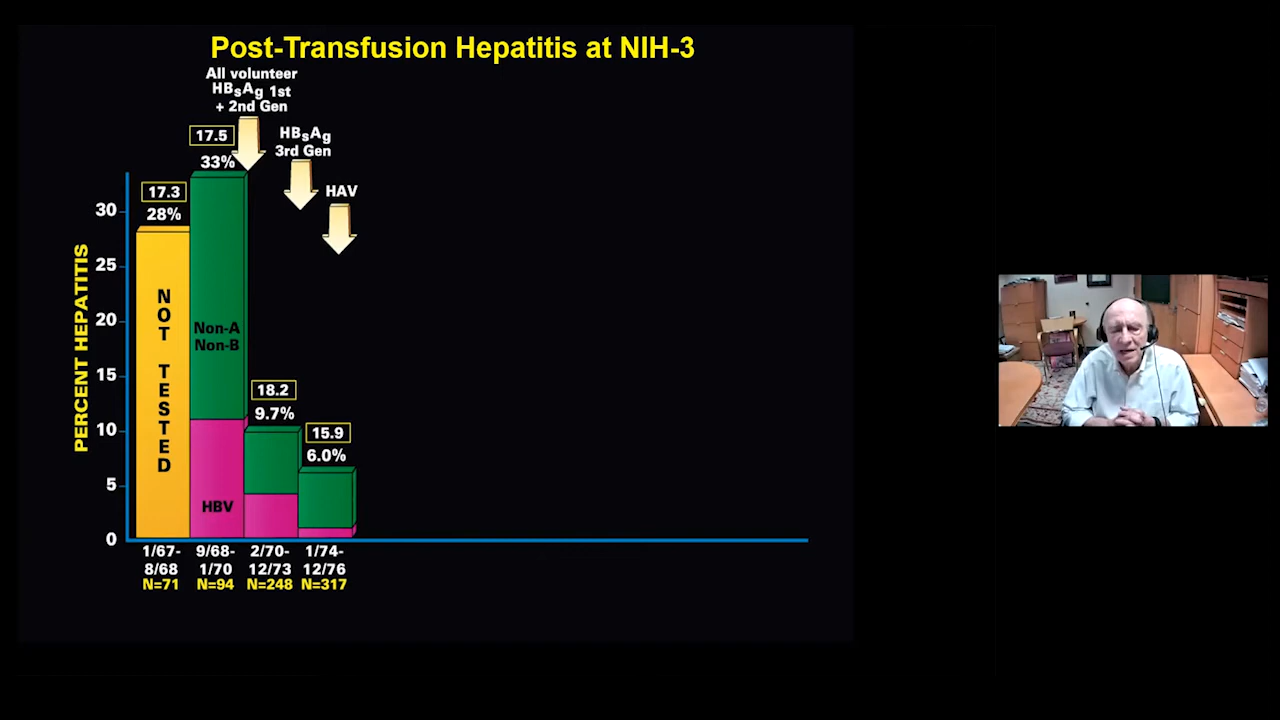 Post-Transfusion Hepatitis at NIH-3
All volunteer
HBsAg 1st
+ 2nd Gen
17.5
33%
HBsAg
3rd Gen
HAV
17.3
28%
30
25
20
15
10
5
0
PERCENT HEPATITIS
NOT TESTED
Non-A
Non-B
HBV
18.2
9.7%
15.9
6.0%
1/67-
8/68
N=71
9/68-
1/70
N=94
2/70-
12/73
N=248
1/74-
12/76
N=317